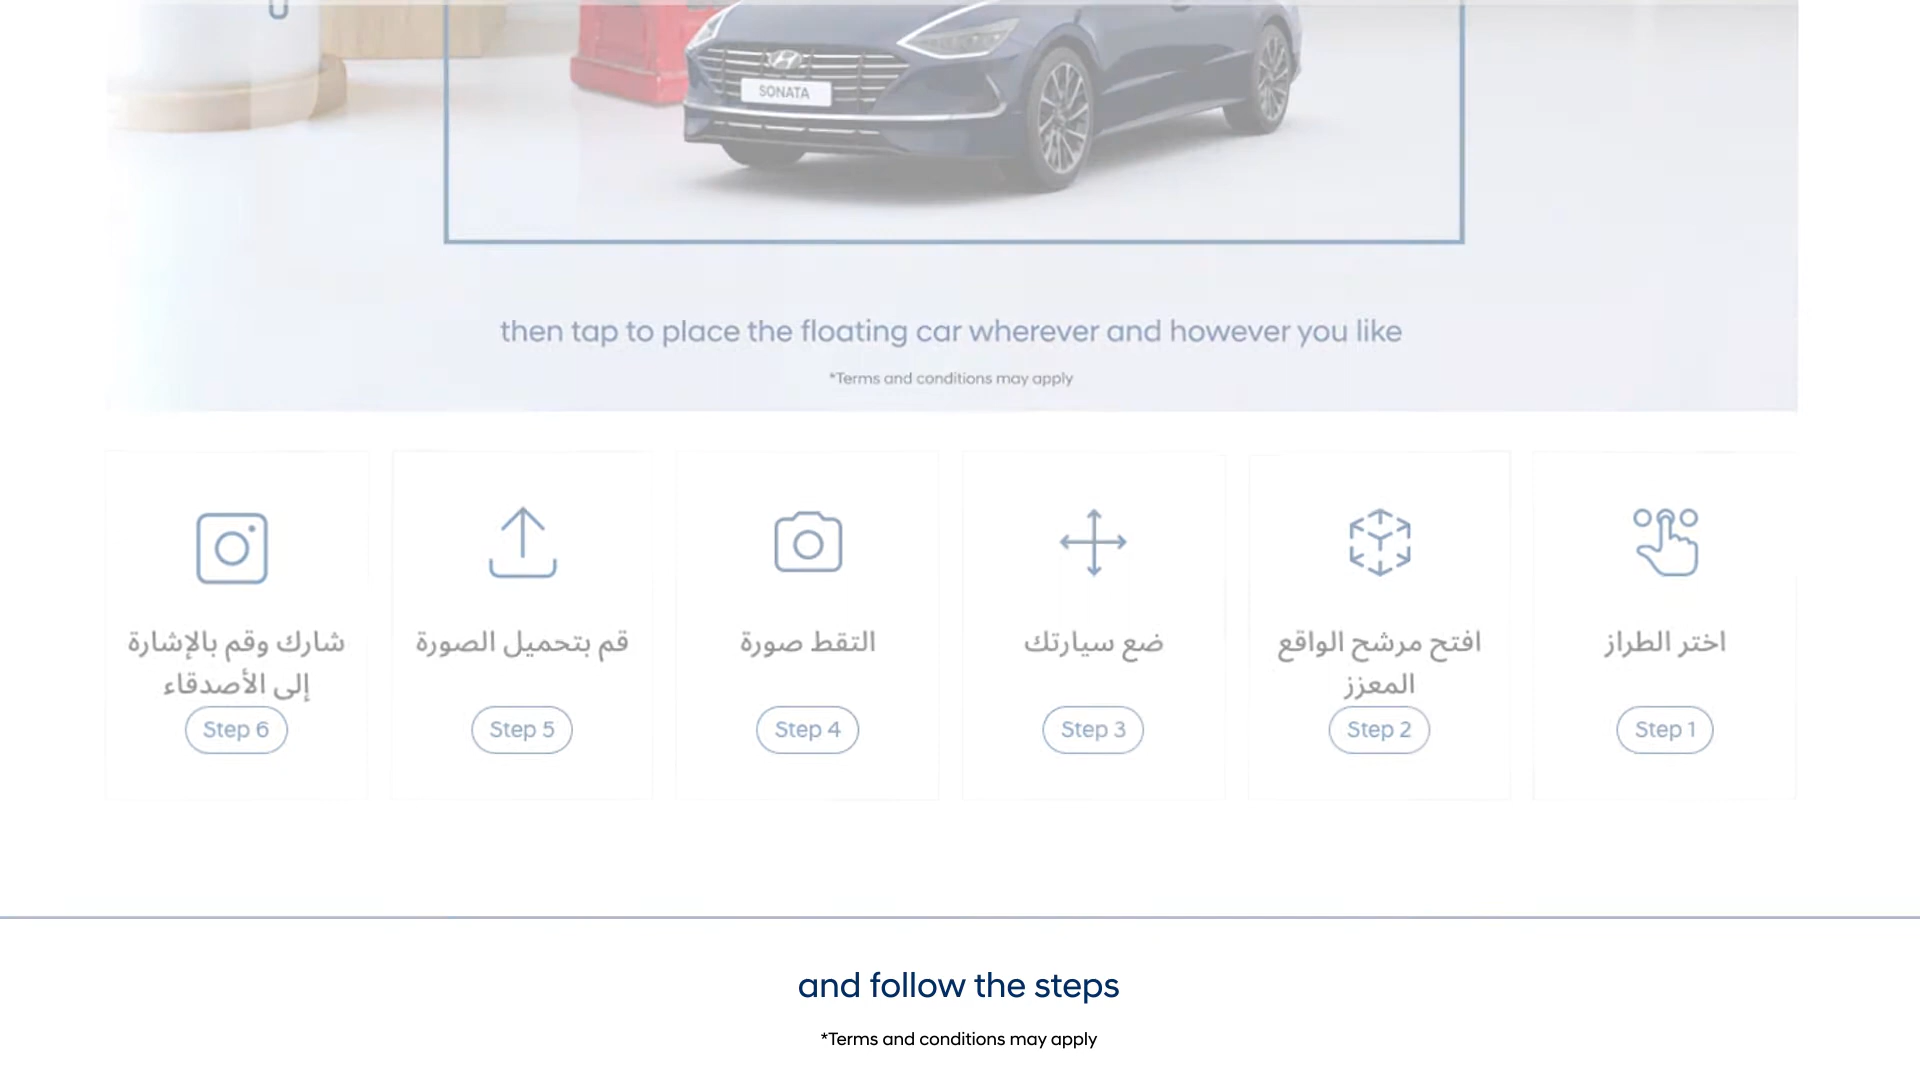 SONATA
then tap to place the floating car wherever and however you like
*Terms and conditions may apply
اختر الطراز
Step 1
افتح مرشح الواقع
المعزز
Step 2
ضع سيارتك
Step 3
التقط صورة
Step 4
قم بتحميل الصورة
Step 5
شارك وقم بالإشارة
إلى الأصدقاء
Step 6
and follow the steps
*Terms and conditions may apply